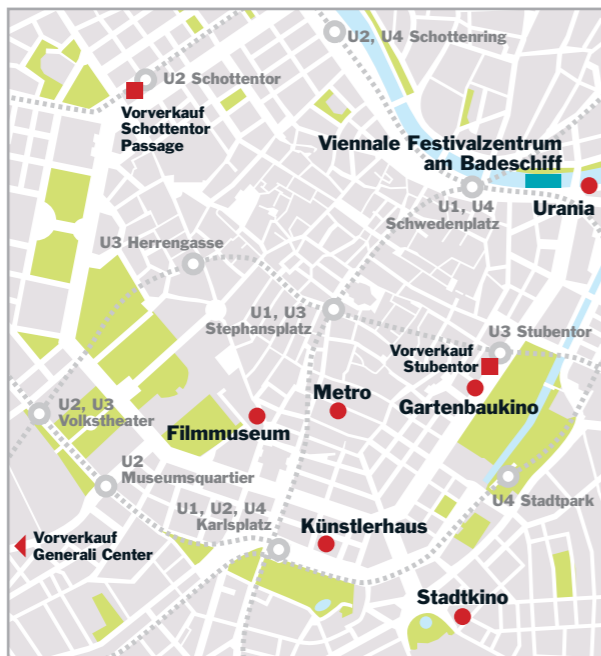 U2, U4 Schottenring
U2 Schottentor
Vorverkauf
Schottentor
Passage
Viennale Festivalzentrum
am Badeschiff
Urania
U1, U4
Schwedenplatz
U3 Herrengasse
U1, U3
Stephansplatz
U3 Stubentor
Vorverkauf
Stubentor
Gartenbaukino
Metro
Filmmuseum
U2, U3
Volkstheater
U2
Museumsquartier
U4 Stadtpark
U1, U2, U4
Karlsplatz
Künstlerhaus
Vorverkauf
Generali Center
Stadtkino